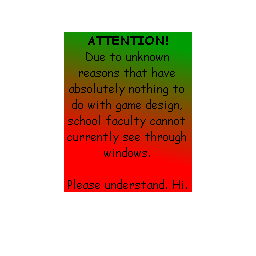 ATTENTION!
Due to unknown
reasons that have
absolutely nothing to
do with game design,
school faculty cannot
currently see through
windows.
Please understand. Hi.